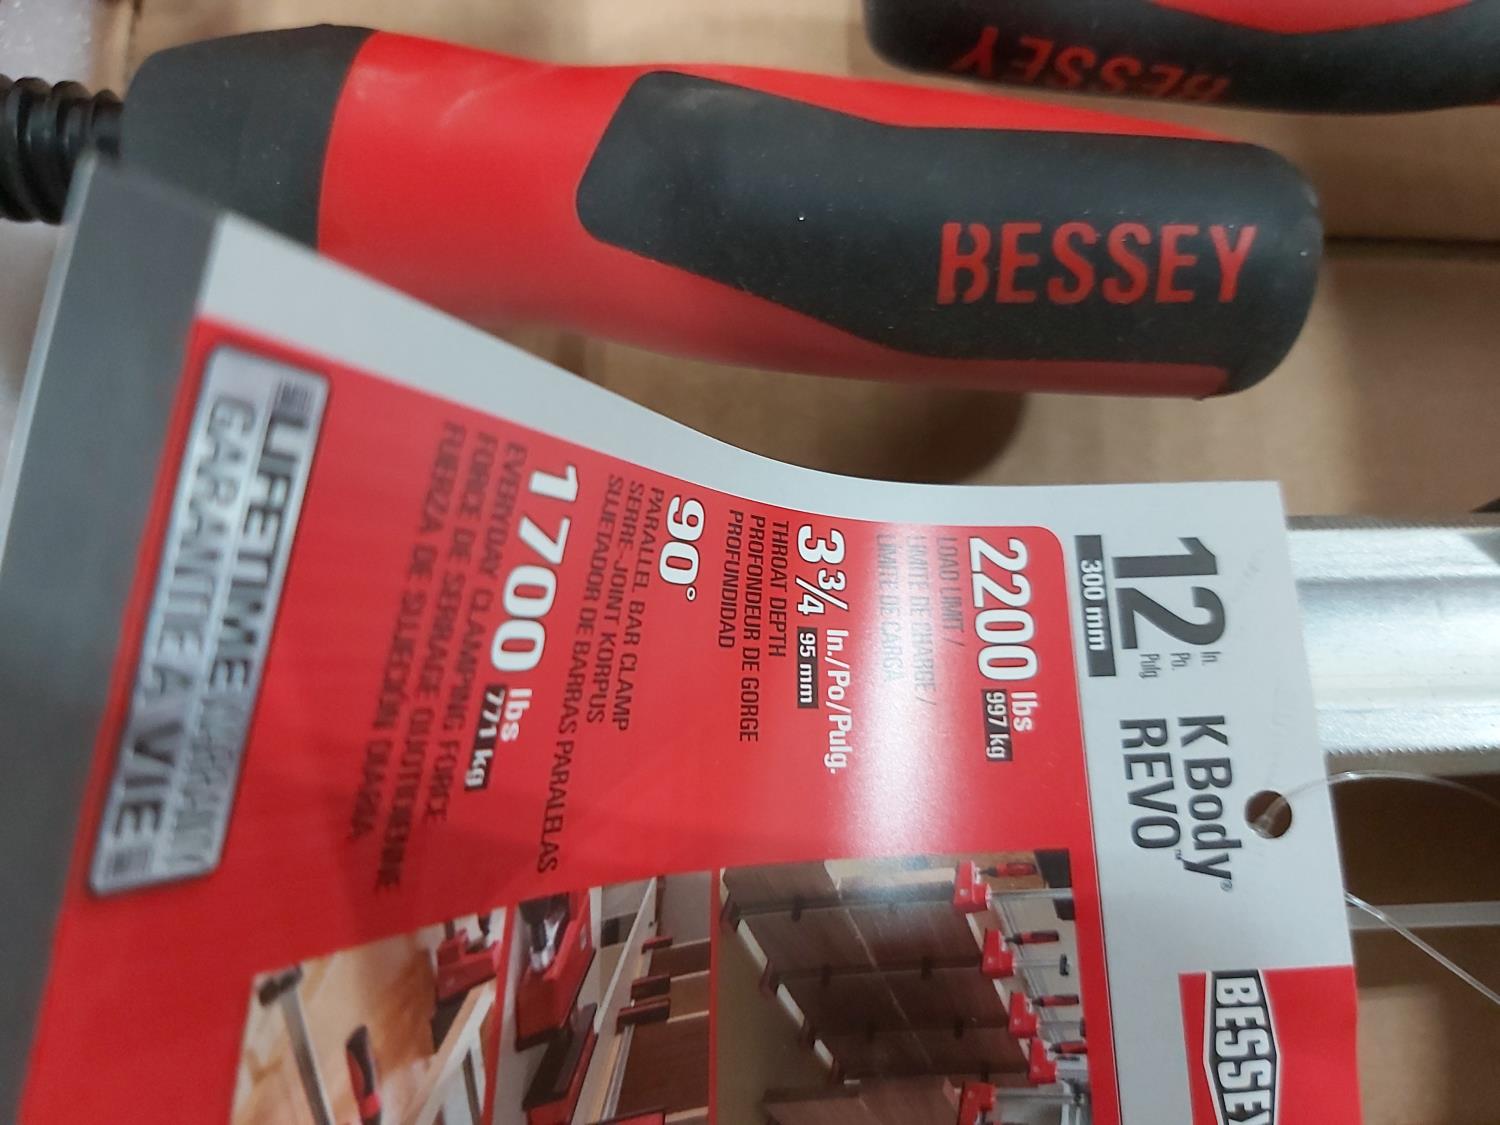 BESSEY
BESSEY
12 In. Po. Pulg
300 mm
K Body®
REVO™
BESSEY
2200 lbs
997 kg
LOAD LIMIT /
LIMITE DE CHARGE /
LIMITE DE CARGA
3 3/4 In./Po/Pulg.
95 mm
THROAT DEPTH
PROFONDEUR DE GORGE
PROFUNDIDAD
90°
PARALLEL BAR CLAMP
SERRE-JOINT KORPUS
SUJETADOR DE BARRAS PARALELAS
1700 lbs
771 kg
EVERYDAY CLAMPING FORCE
FORCE DE SERRAGE QUOTIDIENNE
FUERZA DE SUJECIÓN DIARIA
LIFETIME WARRANTY
GARANTIE A VIE